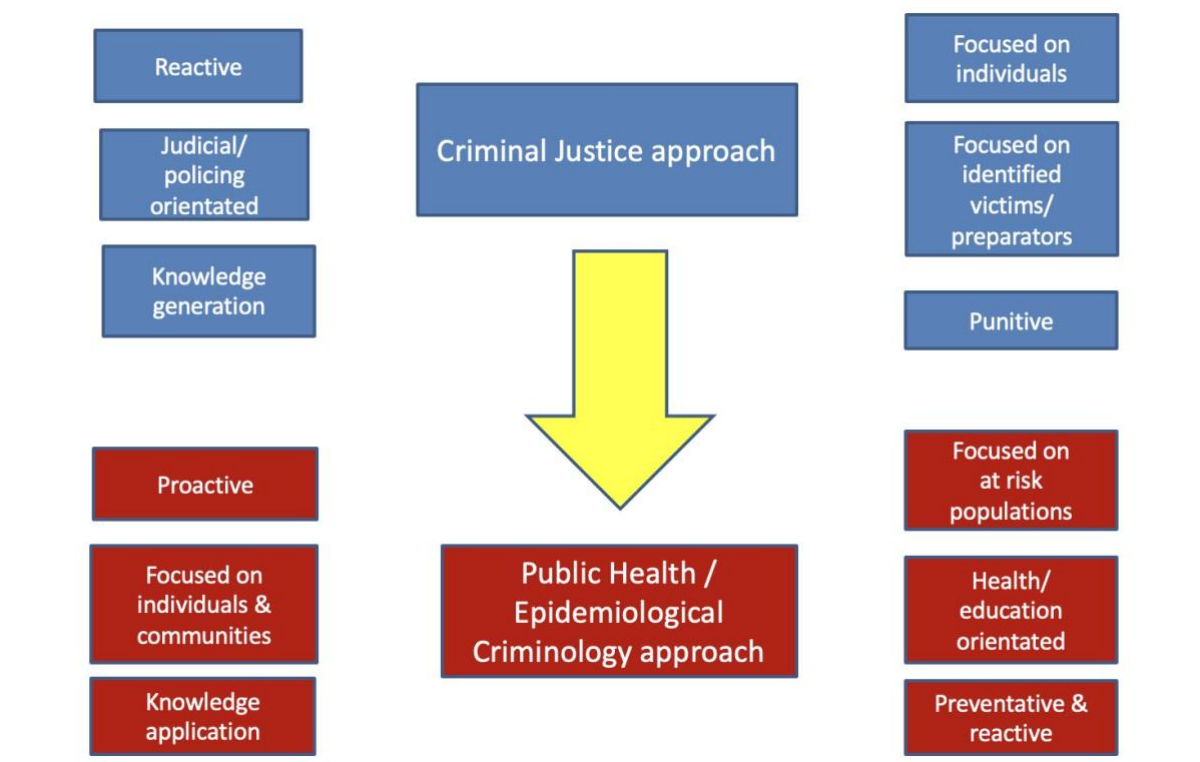 Reactive
Judicial/
policing
orientated
Knowledge
generation
Criminal Justice approach
Focused on
individuals
Focused on
identified
victims/
preparators
Punitive
Proactive
Focused on
individuals &
communities
Knowledge
application
Public Health /
Epidemiological
Criminology approach
Focused on
at risk
populations
Health/
education
orientated
Preventative &
reactive